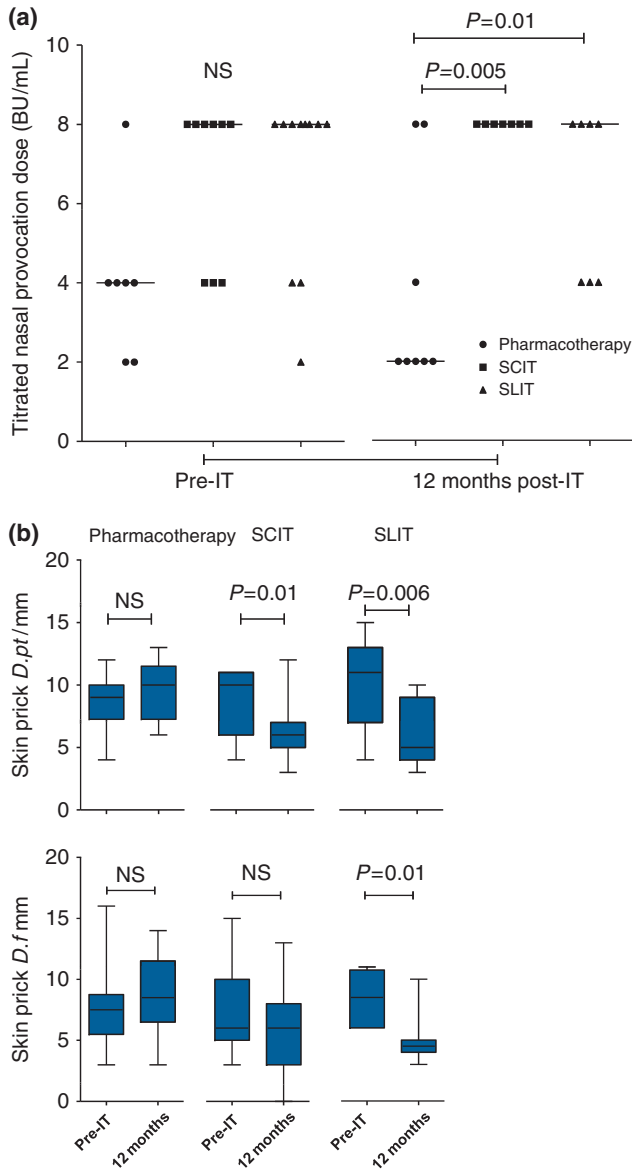 (a)
Titrated nasal provocation dose (BU/mL)
10
8
6
4
2
0
NS
P=0.01
P=0.005
Pharmacotherapy
SCIT
SLIT
Pre-IT
12 months post-IT
(b)
Pharmacotherapy
SCIT
SLIT
Skin prick D.pt/mm
20
15
10
5
0
NS
P=0.01
P=0.006
Skin prick D.f mm
20
15
10
5
0
NS
NS
P=0.01
Pre-IT
12 months
Pre-IT
12 months
Pre-IT
12 months